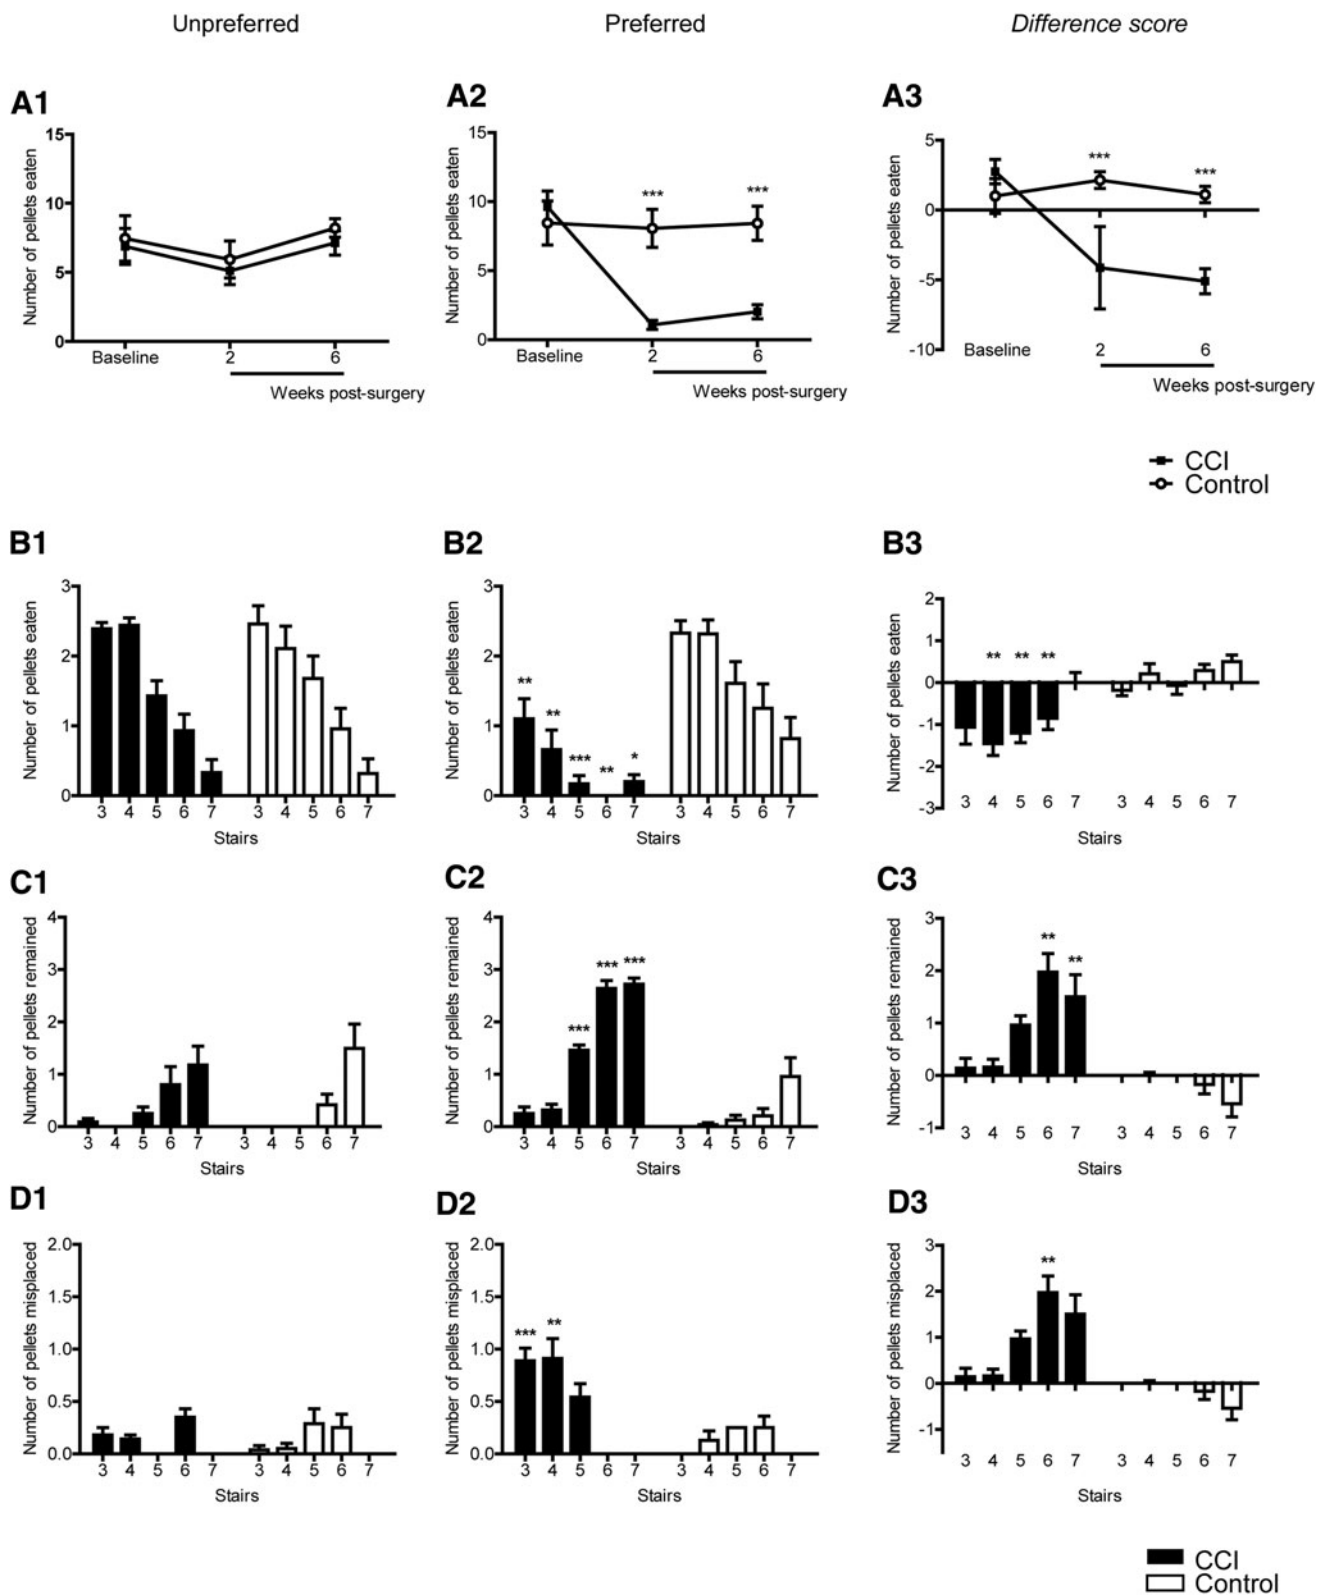 Unpreferred Preferred Difference score
A1 A2 A3
Number of pellets eaten
15
10
5
0
Baseline 2 6
Weeks post-surgery
Number of pellets eaten
15
10
5
0
*** ***
Baseline 2 6
Weeks post-surgery
Number of pellets eaten
5
0
-5
-10
*** ***
Baseline 2 6
Weeks post-surgery
CCI
Control
B1 B2 B3
Number of pellets eaten
3
2
1
0
3 4 5 6 7 3 4 5 6 7
Stairs
Number of pellets eaten
3
2
1
0
** ** *** ** *
3 4 5 6 7 3 4 5 6 7
Stairs
Number of pellets eaten
2
1
0
-1
-2
-3
** ** **
3 4 5 6 7 3 4 5 6 7
Stairs
C1 C2 C3
Number of pellets remained
4
3
2
1
0
3 4 5 6 7 3 4 5 6 7
Stairs
Number of pellets remained
4
3
2
1
0
*** *** ***
3 4 5 6 7 3 4 5 6 7
Stairs
Number of pellets remained
3
2
1
0
-1
** **
3 4 5 6 7 3 4 5 6 7
Stairs
D1 D2 D3
Number of pellets misplaced
2.0
1.5
1.0
0.5
0.0
3 4 5 6 7 3 4 5 6 7
Stairs
Number of pellets misplaced
2.0
1.5
1.0
0.5
0.0
*** **
3 4 5 6 7 3 4 5 6 7
Stairs
Number of pellets misplaced
3
2
1
0
-1
**
3 4 5 6 7 3 4 5 6 7
Stairs
CCI
Control